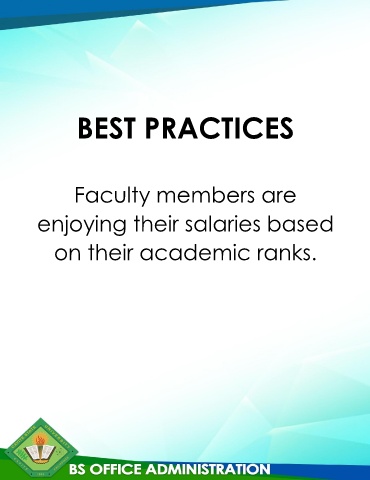 BEST PRACTICES
Faculty members are
enjoying their salaries based
on their academic ranks.
BS OFFICE ADMINISTRATION